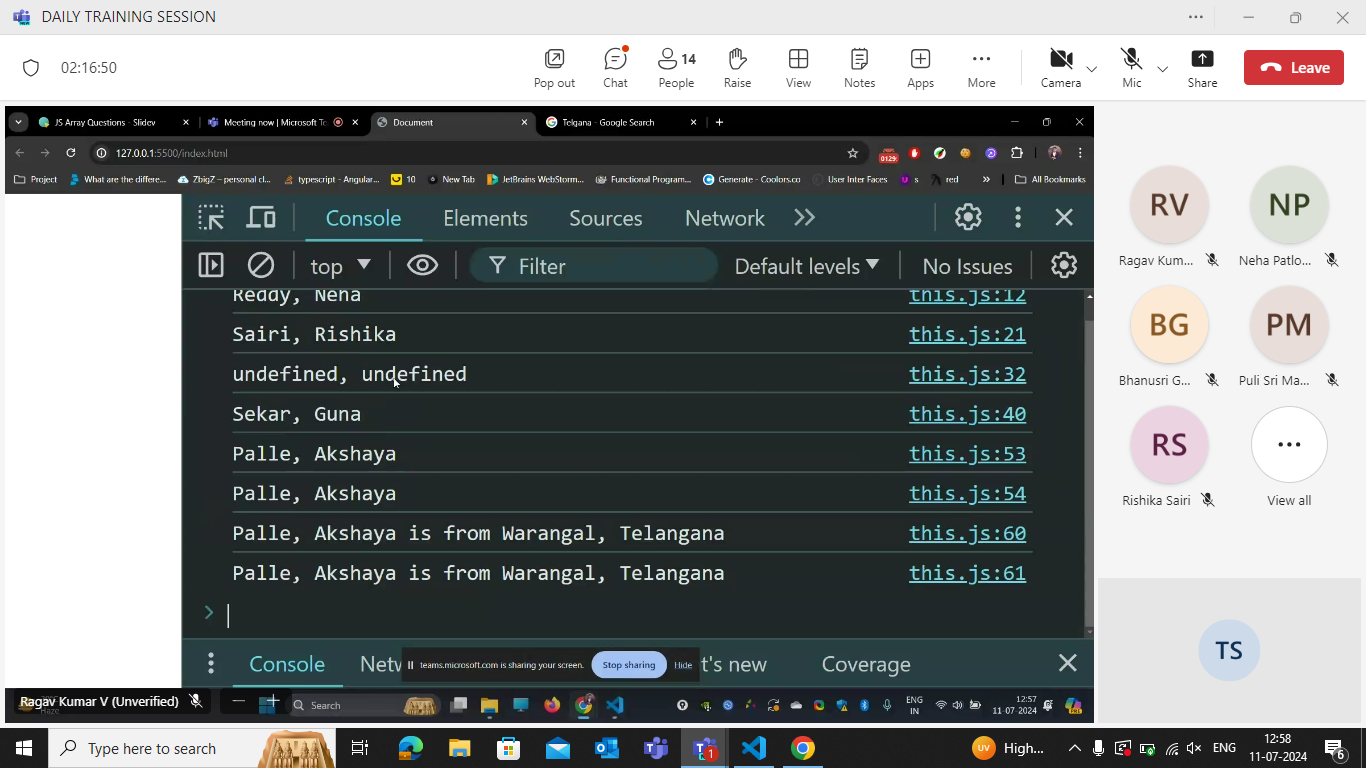 DAILY TRAINING SESSION
02:16:50
Pop out
Chat
14
People
Raise
View
Notes
Apps
More
Camera
Mic
Share
Leave
JS Array Questions - Slidev
Meeting now | Microsoft Te
Document
Telgana - Google Search
127.0.0.1:5500/index.html
0129
Project
What are the differe...
ZbigZ – personal cl...
typescript - Angular...
10
New Tab
JetBrains WebStorm...
Functional Program...
Generate - Coolors.co
User Inter Faces
s
red
All Bookmarks
Console
Elements
Sources
Network
top
Filter
Default levels
No Issues
Reddy, Neha this.js:12
Sairi, Rishika this.js:21
undefined, undefined this.js:32
Sekar, Guna this.js:40
Palle, Akshaya this.js:53
Palle, Akshaya this.js:54
Palle, Akshaya is from Warangal, Telangana this.js:60
Palle, Akshaya is from Warangal, Telangana this.js:61
Console
Netv
teams.microsoft.com is sharing your screen.
Stop sharing
Hide
t's new
Coverage
Ragav Kumar V (Unverified)
Haze
Search
ENG
IN
12:57
11-07-2024
RV
Ragav Kum...
NP
Neha Patlo...
BG
Bhanusri G...
PM
Puli Sri Ma...
RS
Rishika Sairi
View all
TS
Type here to search
1
UV
High...
ENG
12:58
11-07-2024
6